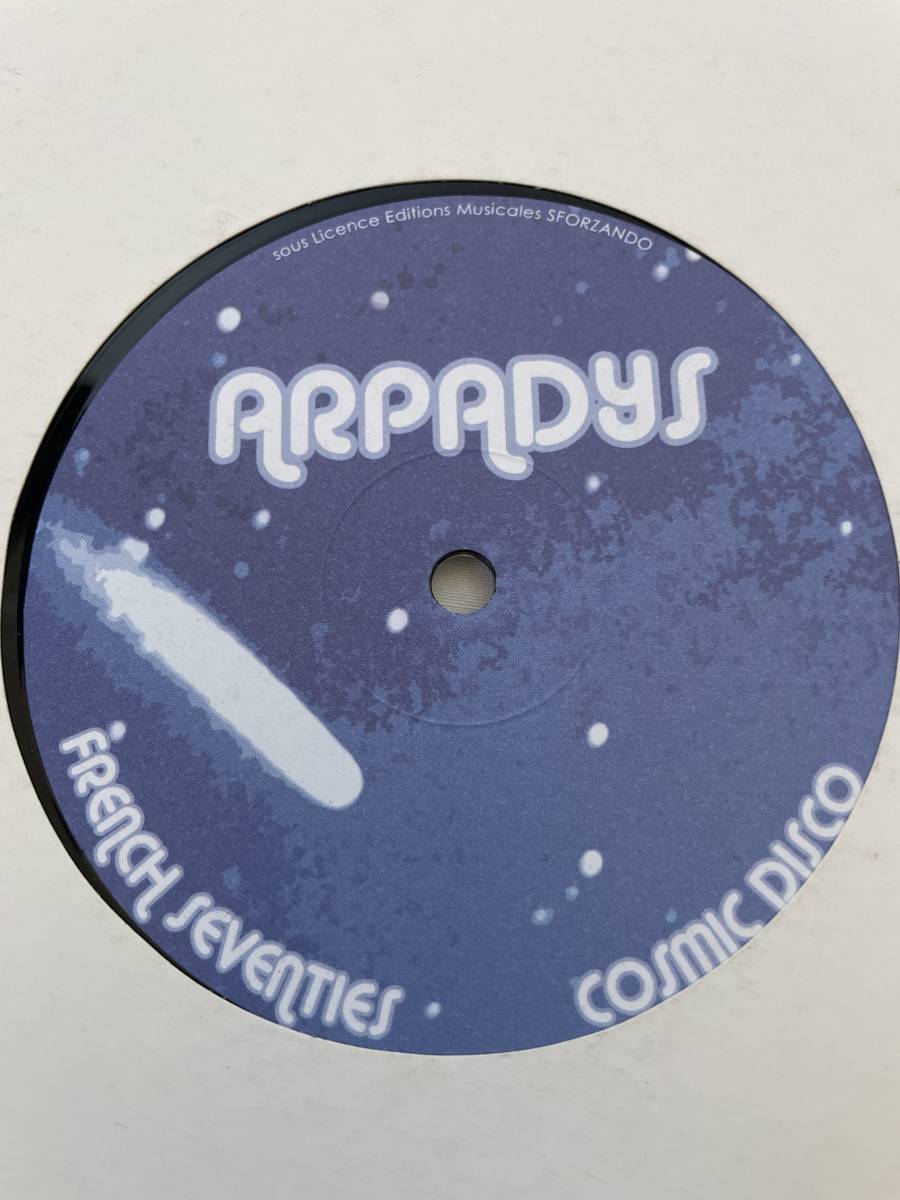 sous Licence Editions Musicales SFORZANDO
ARPADYS
FRENCH SEVENTIES
COSMIC DISCO